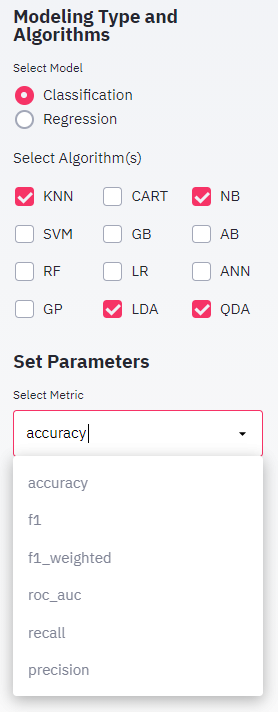 Modeling Type and
Algorithms
Select Model
Classification
Regression
Select Algorithm(s)
KNN CART NB
SVM GB AB
RF LR ANN
GP LDA QDA
Set Parameters
Select Metric
accuracy
accuracy
f1
f1_weighted
roc_auc
recall
precision